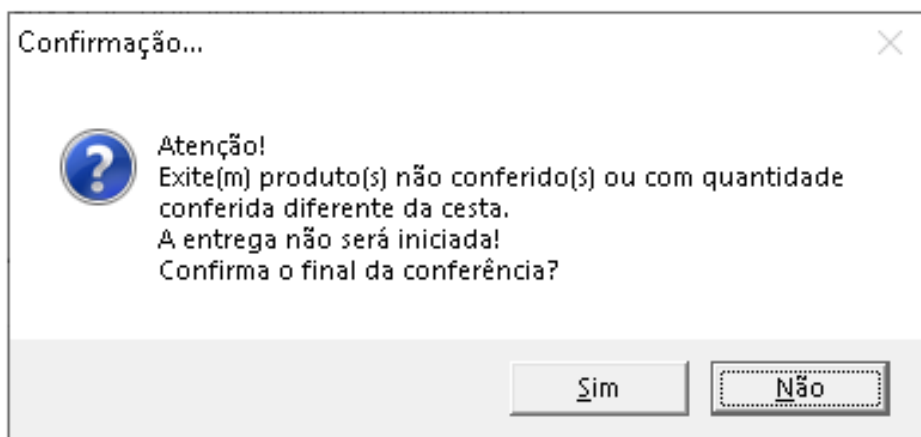 Confirmação...
Atenção!
Exite(m) produto(s) não conferido(s) ou com quantidade
conferida diferente da cesta.
A entrega não será iniciada!
Confirma o final da conferência?
Sim
Não